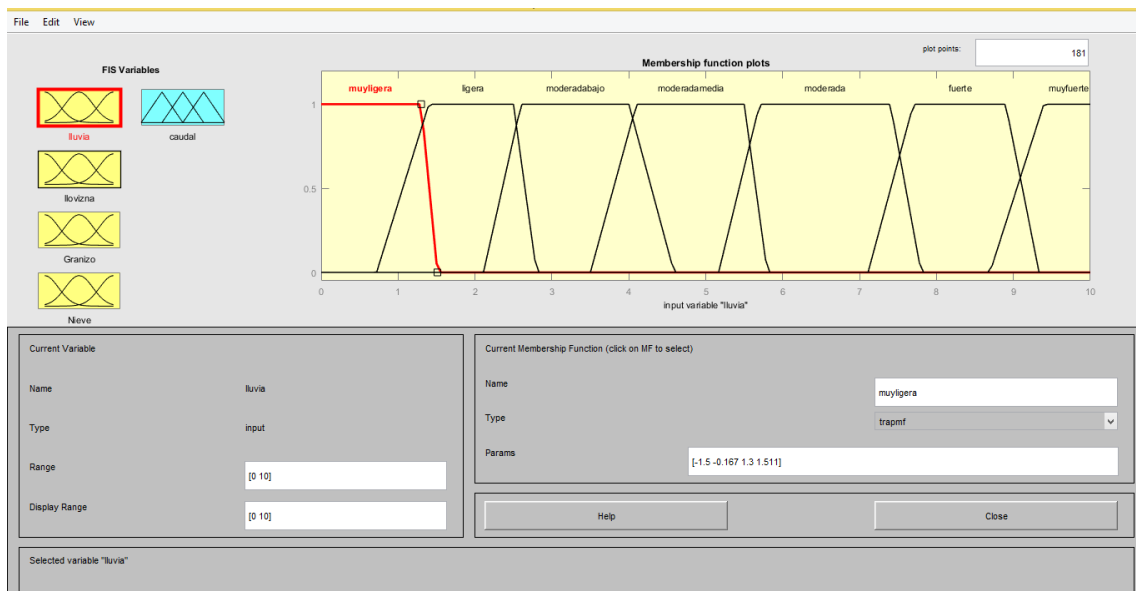 File Edit View
FIS Variables
lluvia
caudal
llovizna
Granizo
Nieve
plot points:
181
Membership function plots
muyligera ligera moderadabajo moderadamedia moderada fuerte muyfuerte
1
0.5
0
0 1 2 3 4 5 6 7 8 9 10
input variable "lluvia"
Current Variable
Name lluvia
Type input
Range [0 10]
Display Range [0 10]
Current Membership Function (click on MF to select)
Name muyligera
Type trapmf
Params [-1.5 -0.167 1.3 1.511]
Help Close
Selected variable "lluvia"